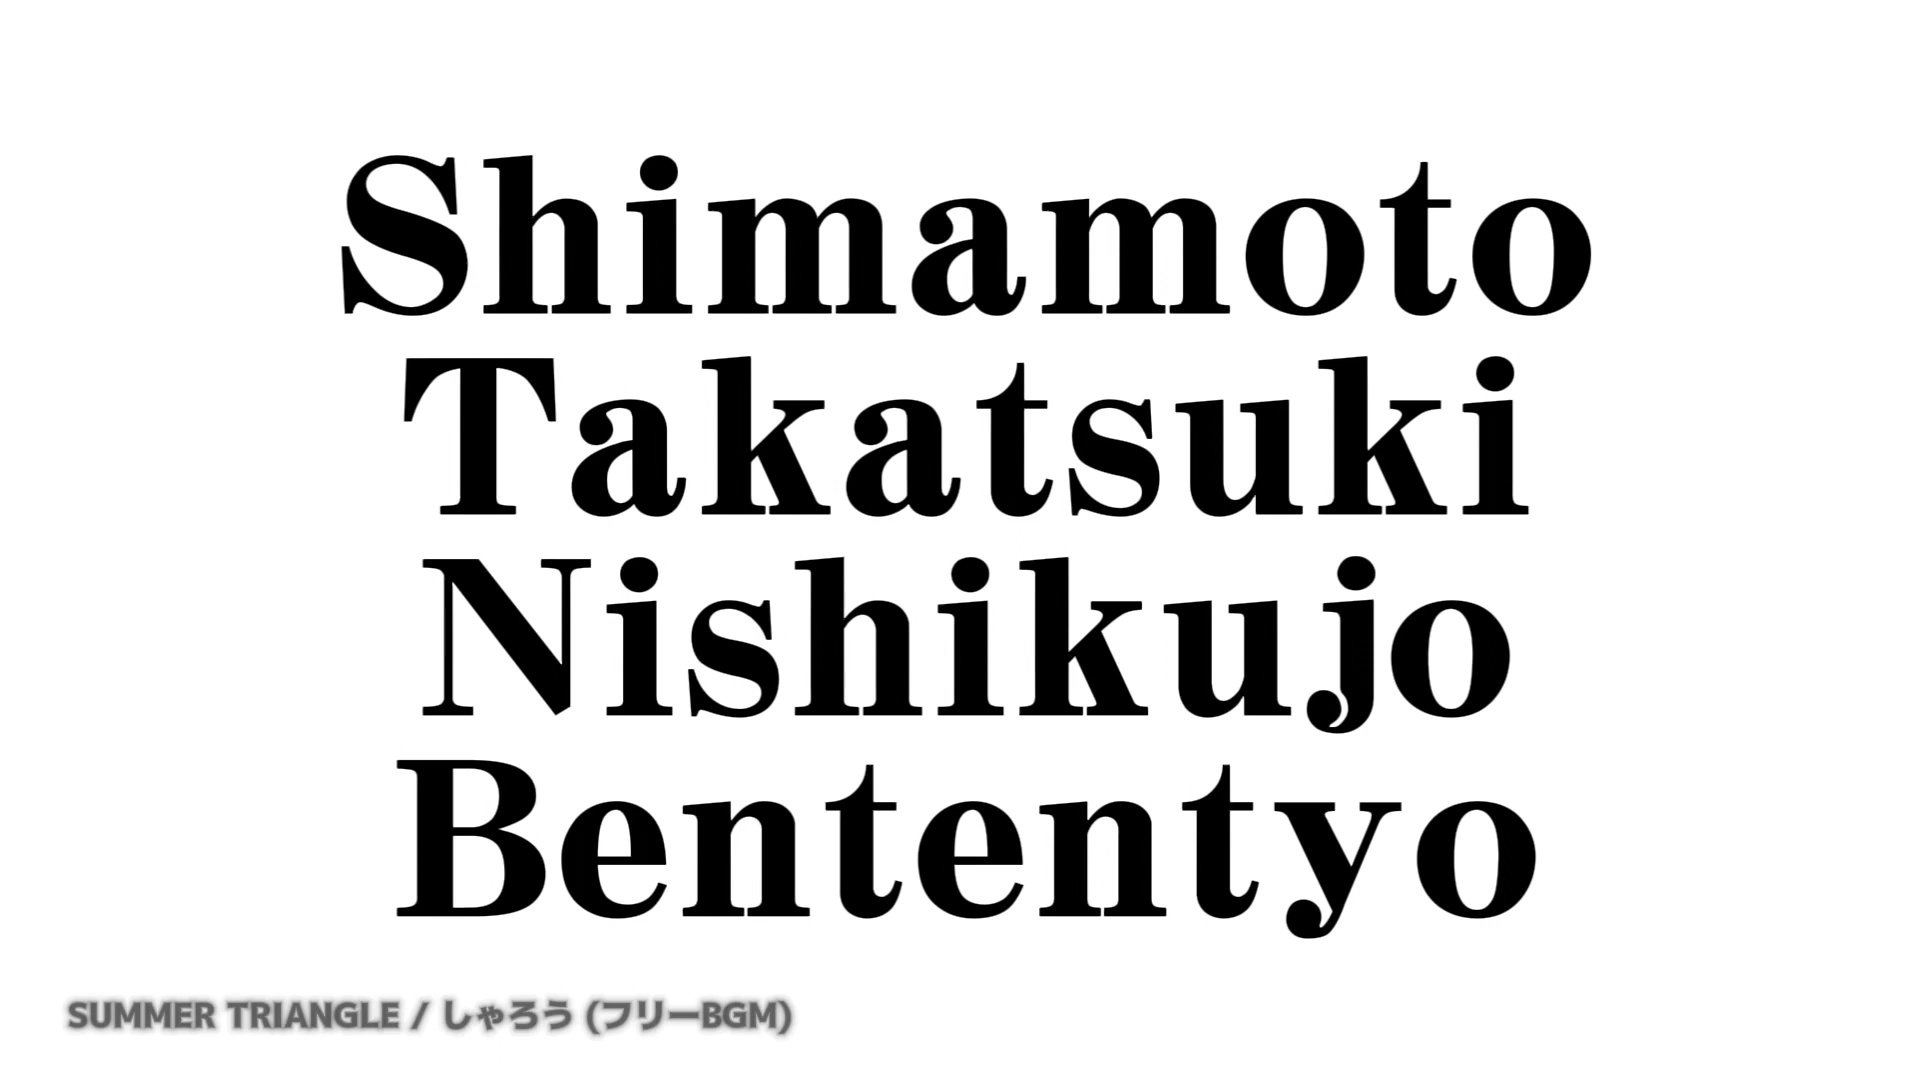 Shimamoto
Takatsuki
Nishikujo
Bententyo
SUMMER TRIANGLE / しゃろう (フリーBGM)